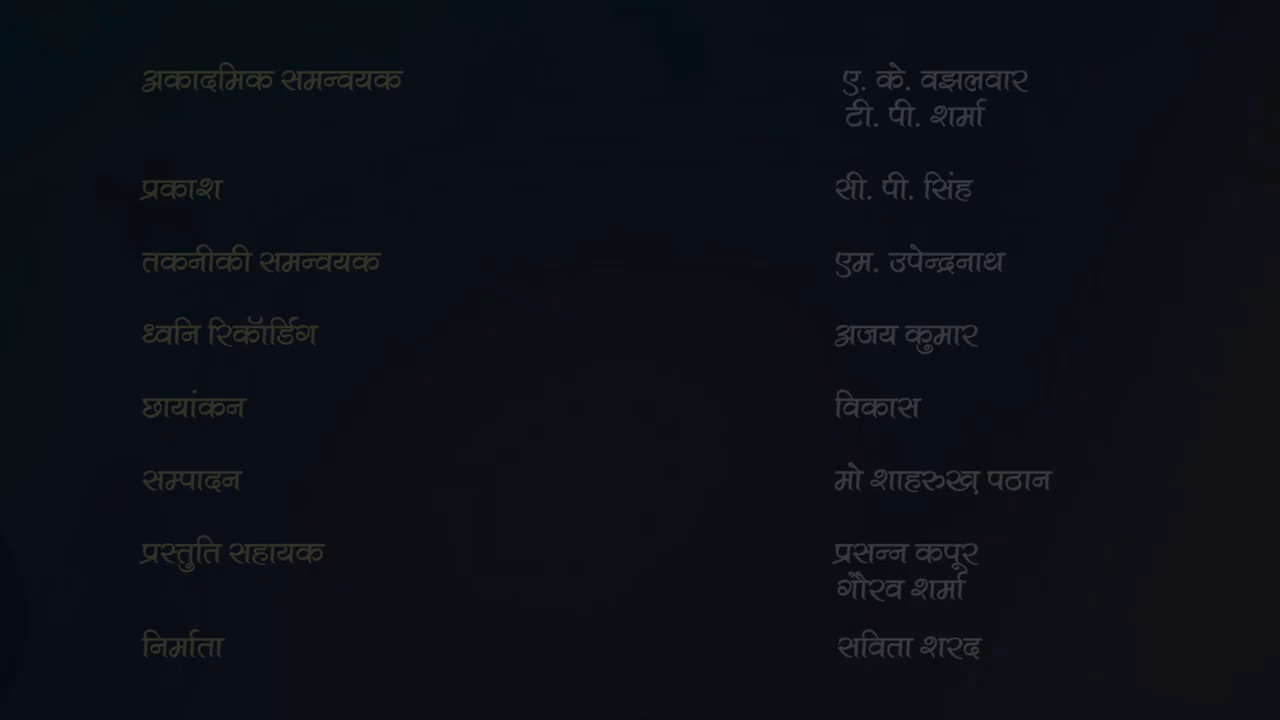 अकादमिक समन्वयक ए. के. वझलवार
टी. पी. शर्मा
प्रकाश सी. पी. सिंह
तकनीकी समन्वयक एम. उपेन्द्रनाथ
ध्वनि रिकॉर्डिंग अजय कुमार
छायांकन विकास
सम्पादन मो शाहरुख़ पठान
प्रस्तुति सहायक प्रसन्न कपूर
गौरव शर्मा
निर्माता सविता शरद